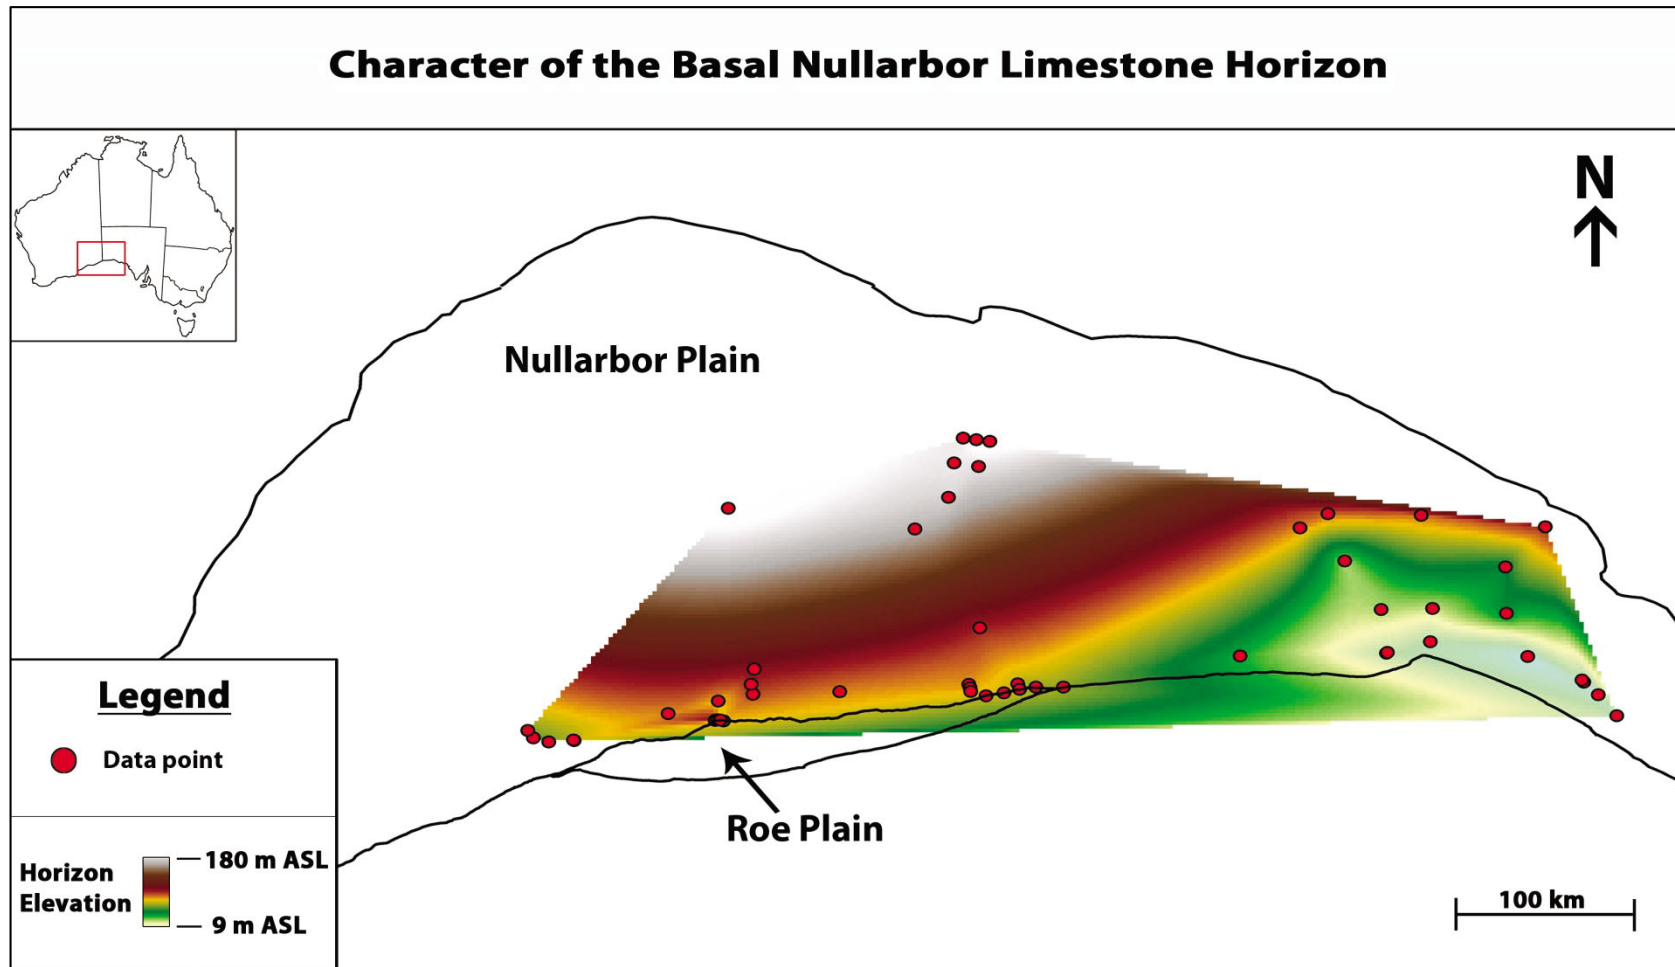 Character of the Basal Nullarbor Limestone Horizon
N
Nullarbor Plain
Roe Plain
Legend
Data point
Horizon
Elevation
180 m ASL
9 m ASL
100 km